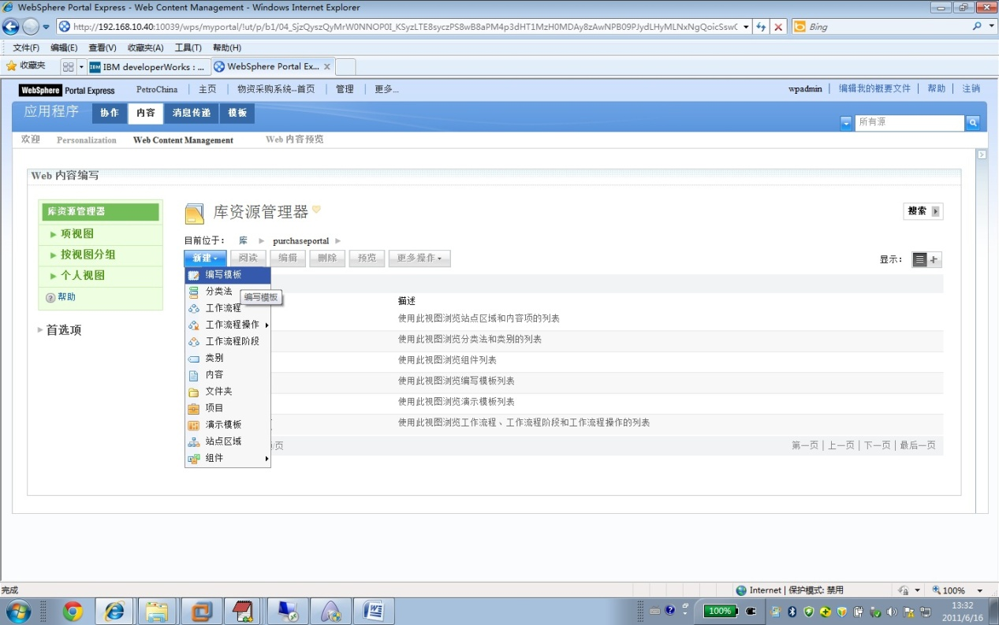 WebSphere Portal Express - Web Content Management - Windows Internet Explorer
http://192.168.10.40:10039/wps/myportal/!ut/p/b1/04_SjzQyszQyMrW0NNOP0I_KSyzLTE8syczPS8wB8aPM4p3dHT1MzH0MDAy8zAwNPB09PJydLHyMLNxNgQoicSswC Bing
文件(F) 编辑(E) 查看(V) 收藏夹(A) 工具(T) 帮助(H)
收藏夹 IBM developerWorks : ... WebSphere Portal Ex...
WebSphere Portal Express PetroChina 主页 物资采购系统--首页 管理 更多... wpadmin 编辑我的概要文件 帮助 注销
应用程序 协作 内容 消息传递 模板 所有源
欢迎 Personalization Web Content Management Web 内容预览
Web 内容编写
库资源管理器 库资源管理器 搜索
项视图 目前位于: 库 purchaseportal
按视图分组 新建 阅读 编辑 删除 预览 更多操作 显示:
个人视图 编写模板
帮助 分类法 编写模板 描述
首选项 工作流程 使用此视图浏览站点区域和内容项的列表
工作流程操作
工作流程阶段 使用此视图浏览分类法和类别的列表
类别 使用此视图浏览组件列表
内容 使用此视图浏览编写模板列表
文件夹
项目 使用此视图浏览演示模板列表
演示模板 使用此视图浏览工作流程、工作流程阶段和工作流程操作的列表
站点区域 页 第一页 | 上一页 | 下一页 | 最后一页
组件
完成 Internet | 保护模式: 禁用 100%
100% 13:32
2011/6/16